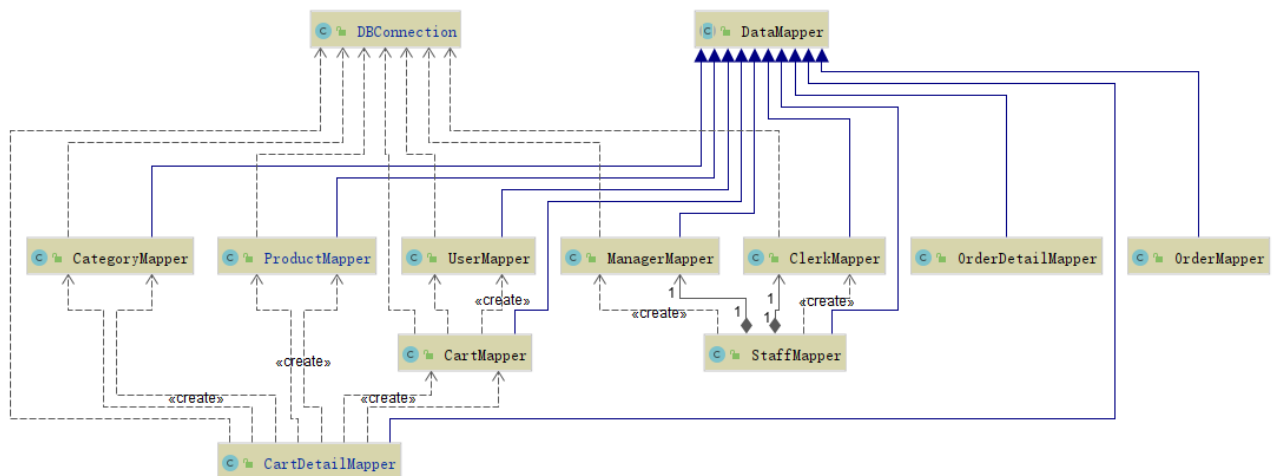 C DBConnection
C DataMapper
C CategoryMapper
C ProductMapper
C UserMapper
C ManagerMapper
C ClerkMapper
C OrderDetailMapper
C OrderMapper
«create»
1
1
«create»
1
1
«create»
C CartMapper
C StaffMapper
«create»
«create»
«create»
C CartDetailMapper